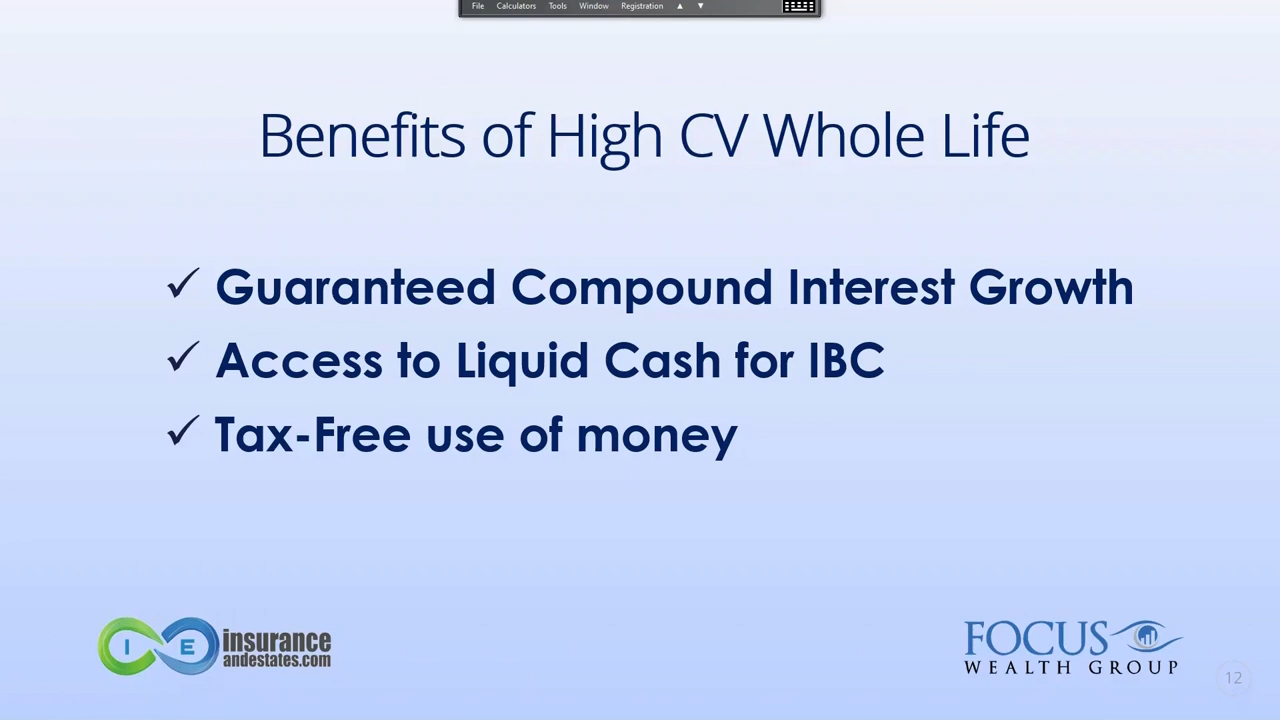 File Calculators Tools Window Registration ▲ ▼
Benefits of High CV Whole Life
✓ Guaranteed Compound Interest Growth
✓ Access to Liquid Cash for IBC
✓ Tax-Free use of money
I E insurance
andestates.com
FOCUS
WEALTH GROUP
12